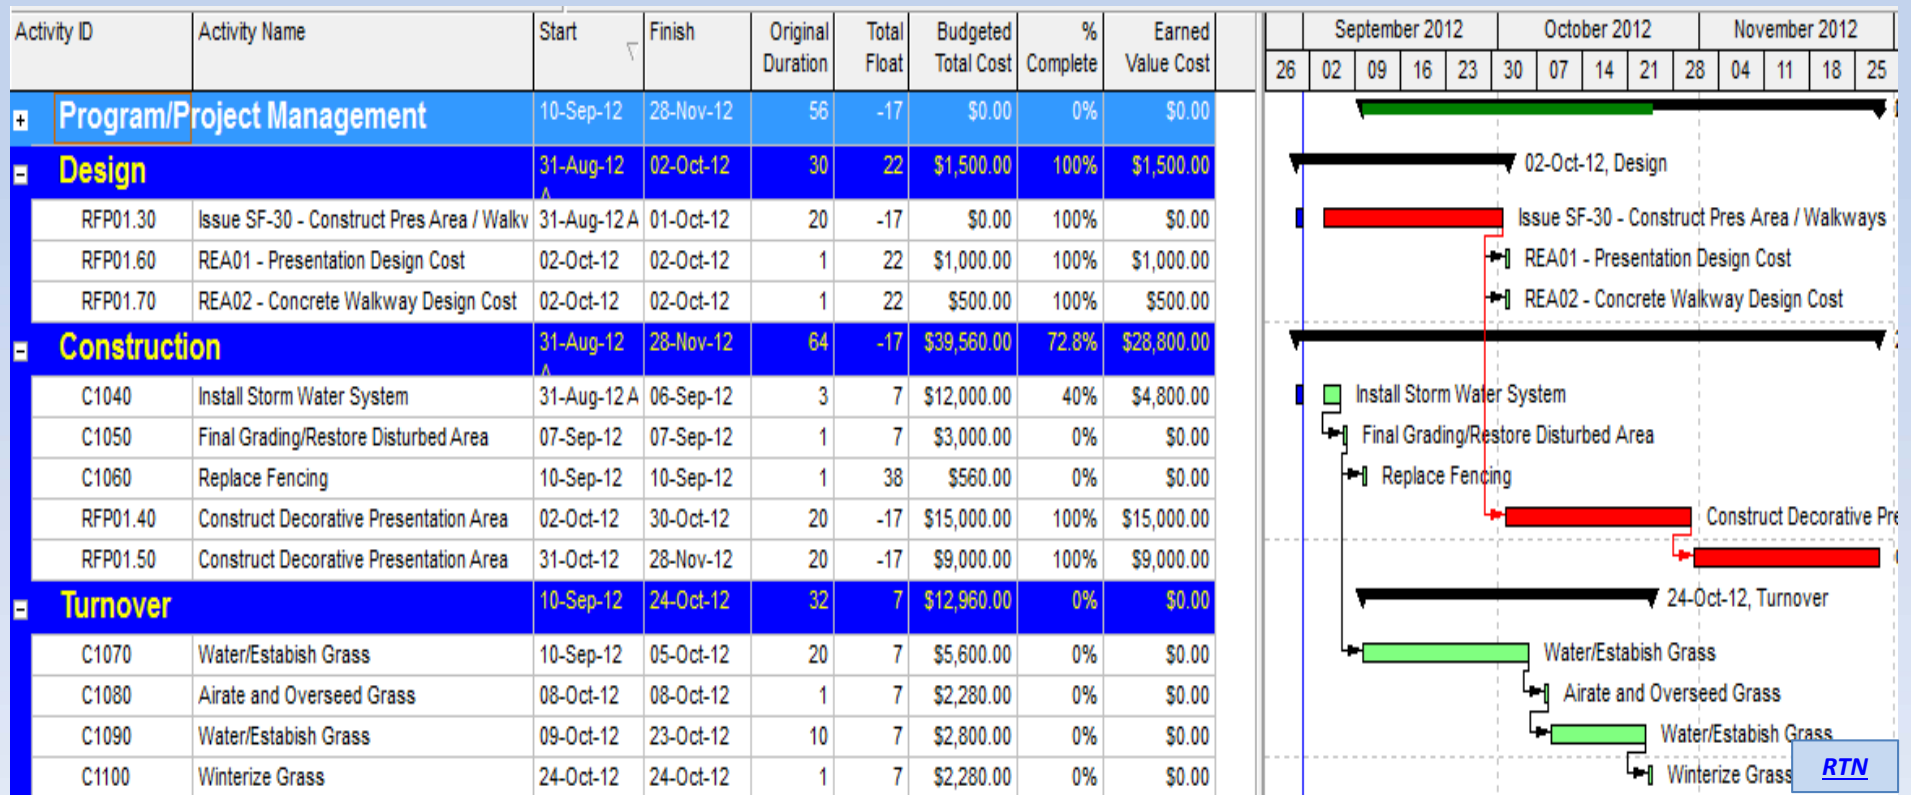 Activity ID Activity Name Start Finish Original Duration Total Float Budgeted Total Cost % Complete Earned Value Cost
September 2012 October 2012 November 2012
26 02 09 16 23 30 07 14 21 28 04 11 18 25
Program/Project Management 10-Sep-12 28-Nov-12 56 -17 $0.00 0% $0.00
Design 31-Aug-12 A 02-Oct-12 30 22 $1,500.00 100% $1,500.00 02-Oct-12, Design
RFP01.30 Issue SF-30 - Construct Pres Area / Walkv 31-Aug-12 A 01-Oct-12 20 -17 $0.00 100% $0.00 Issue SF-30 - Construct Pres Area / Walkways
RFP01.60 REA01 - Presentation Design Cost 02-Oct-12 02-Oct-12 1 22 $1,000.00 100% $1,000.00 REA01 - Presentation Design Cost
RFP01.70 REA02 - Concrete Walkway Design Cost 02-Oct-12 02-Oct-12 1 22 $500.00 100% $500.00 REA02 - Concrete Walkway Design Cost
Construction 31-Aug-12 A 28-Nov-12 64 -17 $39,560.00 72.8% $28,800.00
C1040 Install Storm Water System 31-Aug-12 A 06-Sep-12 3 7 $12,000.00 40% $4,800.00 Install Storm Water System
C1050 Final Grading/Restore Disturbed Area 07-Sep-12 07-Sep-12 1 7 $3,000.00 0% $0.00 Final Grading/Restore Disturbed Area
C1060 Replace Fencing 10-Sep-12 10-Sep-12 1 38 $560.00 0% $0.00 Replace Fencing
RFP01.40 Construct Decorative Presentation Area 02-Oct-12 30-Oct-12 20 -17 $15,000.00 100% $15,000.00 Construct Decorative Pre
RFP01.50 Construct Decorative Presentation Area 31-Oct-12 28-Nov-12 20 -17 $9,000.00 100% $9,000.00
Turnover 10-Sep-12 24-Oct-12 32 7 $12,960.00 0% $0.00 24-Oct-12, Turnover
C1070 Water/Estabish Grass 10-Sep-12 05-Oct-12 20 7 $5,600.00 0% $0.00 Water/Estabish Grass
C1080 Airate and Overseed Grass 08-Oct-12 08-Oct-12 1 7 $2,280.00 0% $0.00 Airate and Overseed Grass
C1090 Water/Estabish Grass 09-Oct-12 23-Oct-12 10 7 $2,800.00 0% $0.00 Water/Estabish Grass
C1100 Winterize Grass 24-Oct-12 24-Oct-12 1 7 $2,280.00 0% $0.00 Winterize Grass
RTN